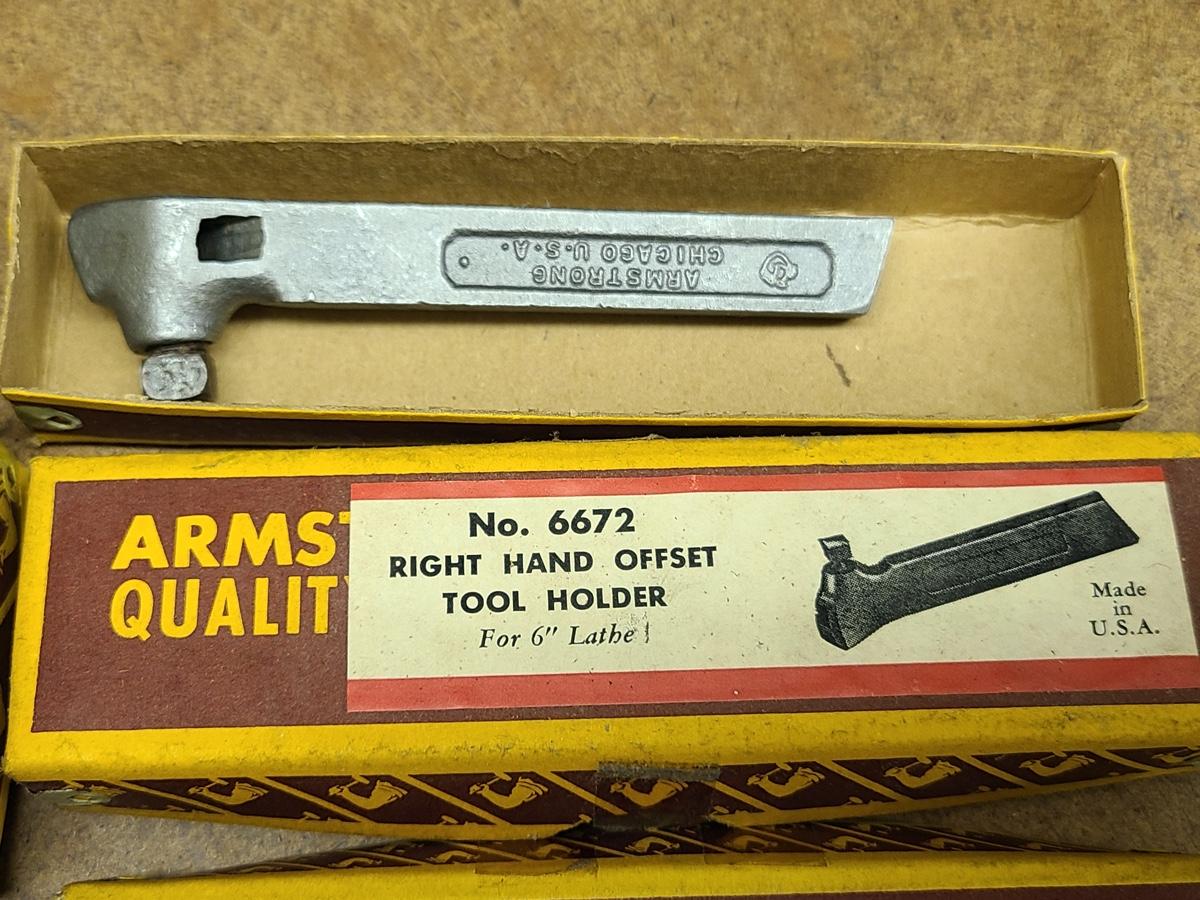 ARMSTRONG
CHICAGO U.S.A.
ARMST
QUALIT
No. 6672
RIGHT HAND OFFSET
TOOL HOLDER
For 6" Lathe
Made
in
U.S.A.